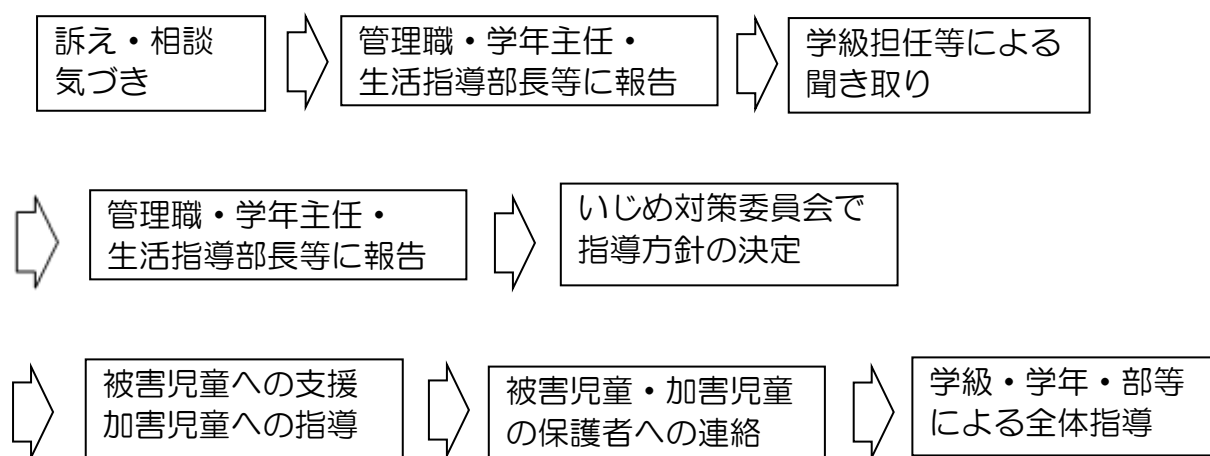 訴え・相談
気づき
管理職・学年主任・
生活指導部長等に報告
学級担任等による
聞き取り
管理職・学年主任・
生活指導部長等に報告
いじめ対策委員会で
指導方針の決定
被害児童への支援
加害児童への指導
被害児童・加害児童
の保護者への連絡
学級・学年・部等
による全体指導